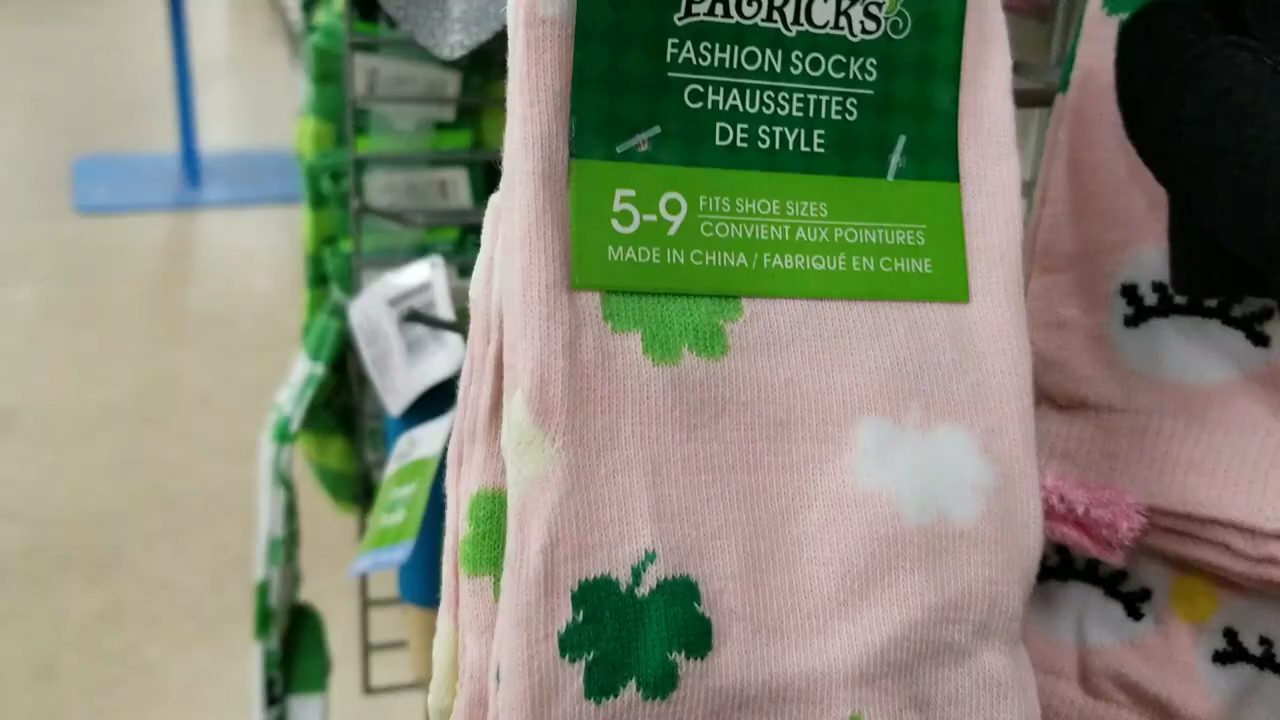 PATRICK'S
FASHION SOCKS
CHAUSSETTES
DE STYLE
5-9 FITS SHOE SIZES
CONVIENT AUX POINTURES
MADE IN CHINA / FABRIQUÉ EN CHINE